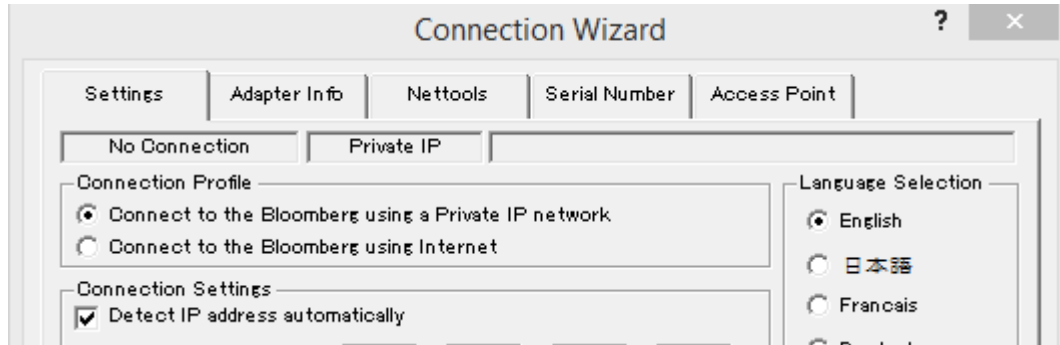 Connection Wizard
?
Settings
Adapter Info
Nettools
Serial Number
Access Point
No Connection
Private IP
Connection Profile
Connect to the Bloomberg using a Private IP network
Connect to the Bloomberg using Internet
Connection Settings
Detect IP address automatically
Language Selection
English
日本語
Francais